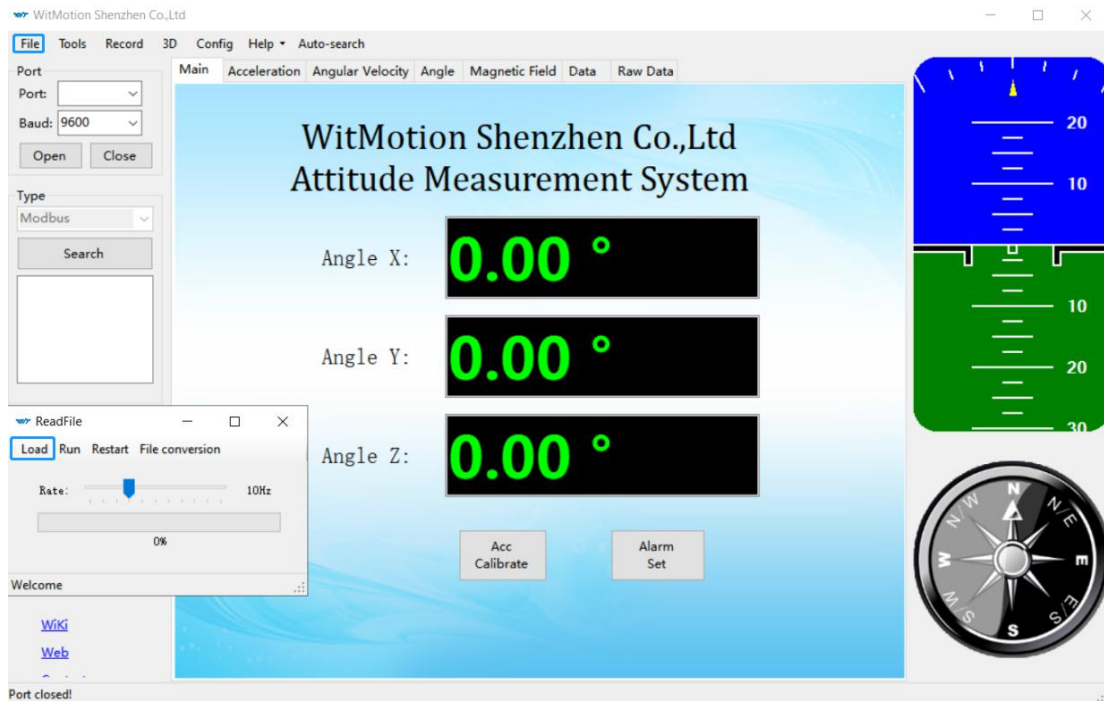 WitMotion Shenzhen Co.,Ltd
File Tools Record 3D Config Help Auto-search
Port
Port:
Baud: 9600
Open Close
Type
Modbus
Search
Main Acceleration Angular Velocity Angle Magnetic Field Data Raw Data
WitMotion Shenzhen Co.,Ltd
Attitude Measurement System
Angle X: 0.00 °
Angle Y: 0.00 °
Angle Z: 0.00 °
Acc
Calibrate
Alarm
Set
ReadFile
Load Run Restart File conversion
Rate: 10Hz
0%
Welcome
WiKi
Web
Port closed!
20
10
10
20
30
N
N/E
E
E/S
S
S/W
W
N/W